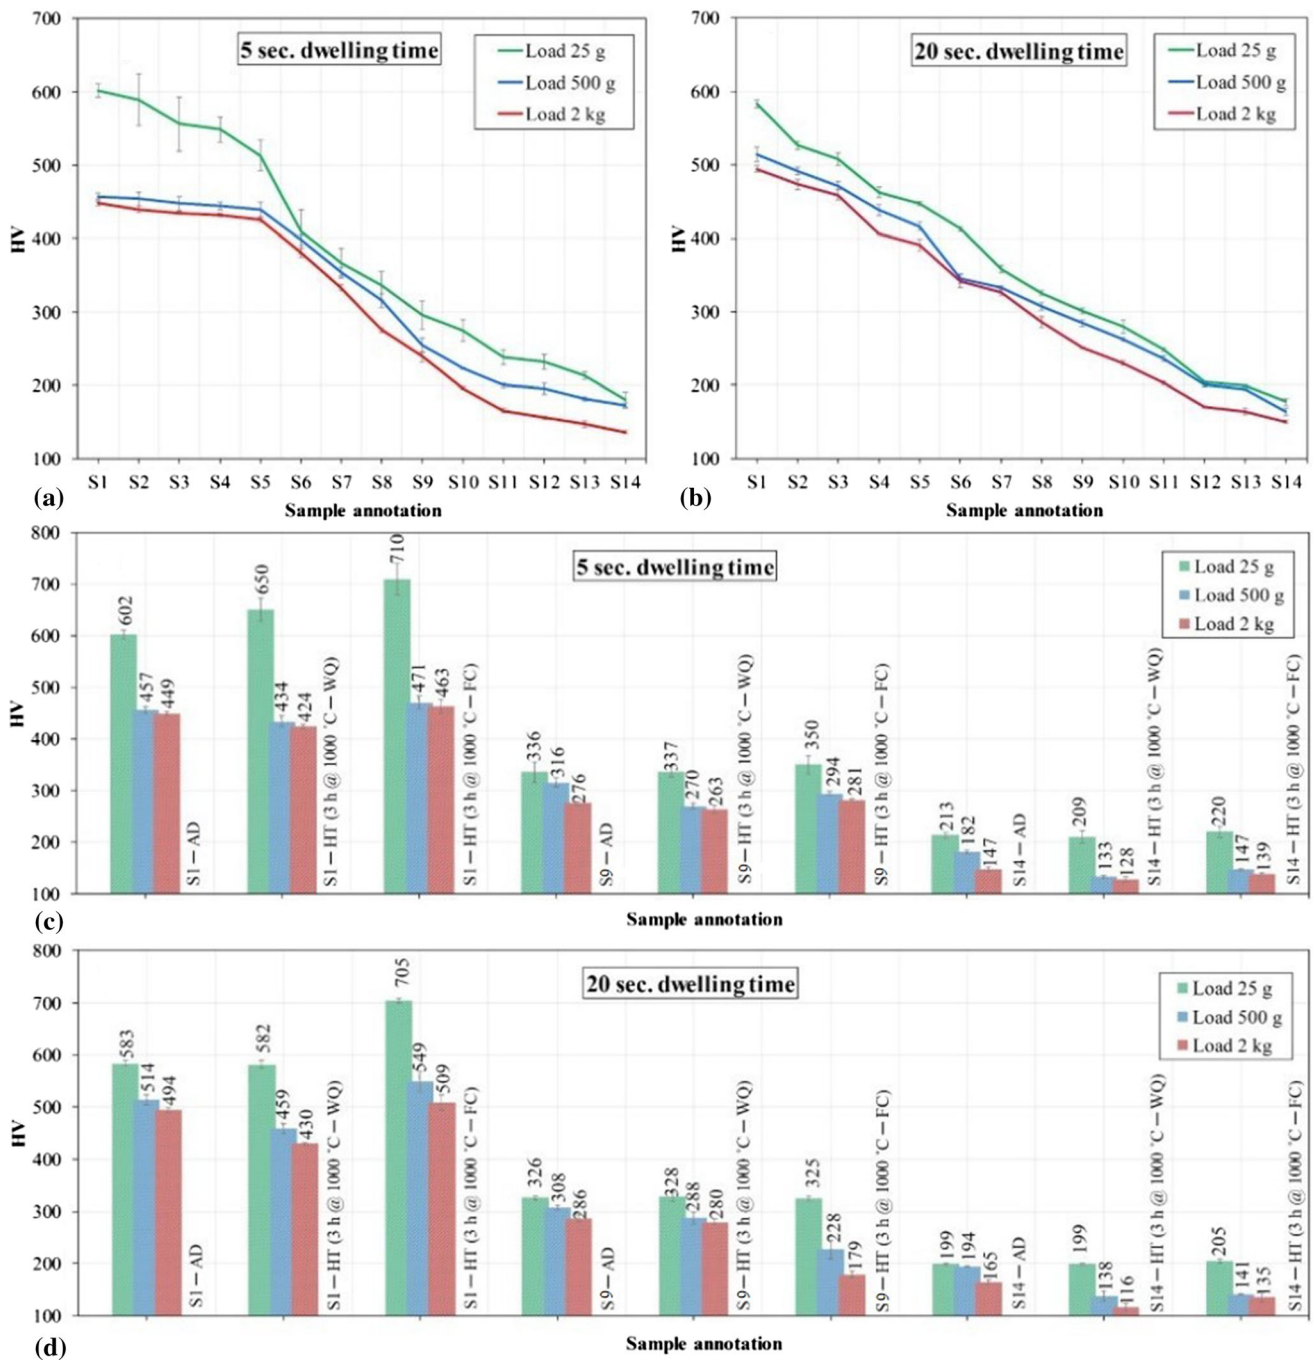 700
600
500
400
300
200
100
HV
5 sec. dwelling time
Load 25 g
Load 500 g
Load 2 kg
S1 S2 S3 S4 S5 S6 S7 S8 S9 S10 S11 S12 S13 S14
(a)
Sample annotation
700
600
500
400
300
200
100
HV
20 sec. dwelling time
Load 25 g
Load 500 g
Load 2 kg
S1 S2 S3 S4 S5 S6 S7 S8 S9 S10 S11 S12 S13 S14
(b)
Sample annotation
800
700
600
500
400
300
200
100
HV
5 sec. dwelling time
Load 25 g
Load 500 g
Load 2 kg
602 457 449
S1 – AD
650 434 424
S1 – HT (3 h @ 1000 °C – WQ)
710 471 463
S1 – HT (3 h @ 1000 °C – FC)
336 316 276
S9 – AD
337 270 263
S9 – HT (3 h @ 1000 °C – WQ)
350 294 281
S9 – HT (3 h @ 1000 °C – FC)
213 182 147
S14 – AD
209 133 128
S14 – HT (3 h @ 1000 °C – WQ)
220 147 139
S14 – HT (3 h @ 1000 °C – FC)
(c)
Sample annotation
800
700
600
500
400
300
200
100
HV
20 sec. dwelling time
Load 25 g
Load 500 g
Load 2 kg
583 514 494
S1 – AD
582 459 430
S1 – HT (3 h @ 1000 °C – WQ)
705 549 509
S1 – HT (3 h @ 1000 °C – FC)
326 308 286
S9 – AD
328 288 280
S9 – HT (3 h @ 1000 °C – WQ)
325 228 179
S9 – HT (3 h @ 1000 °C – FC)
199 194 165
S14 – AD
199 138 116
S14 – HT (3 h @ 1000 °C – WQ)
205 141 135
S14 – HT (3 h @ 1000 °C – FC)
(d)
Sample annotation